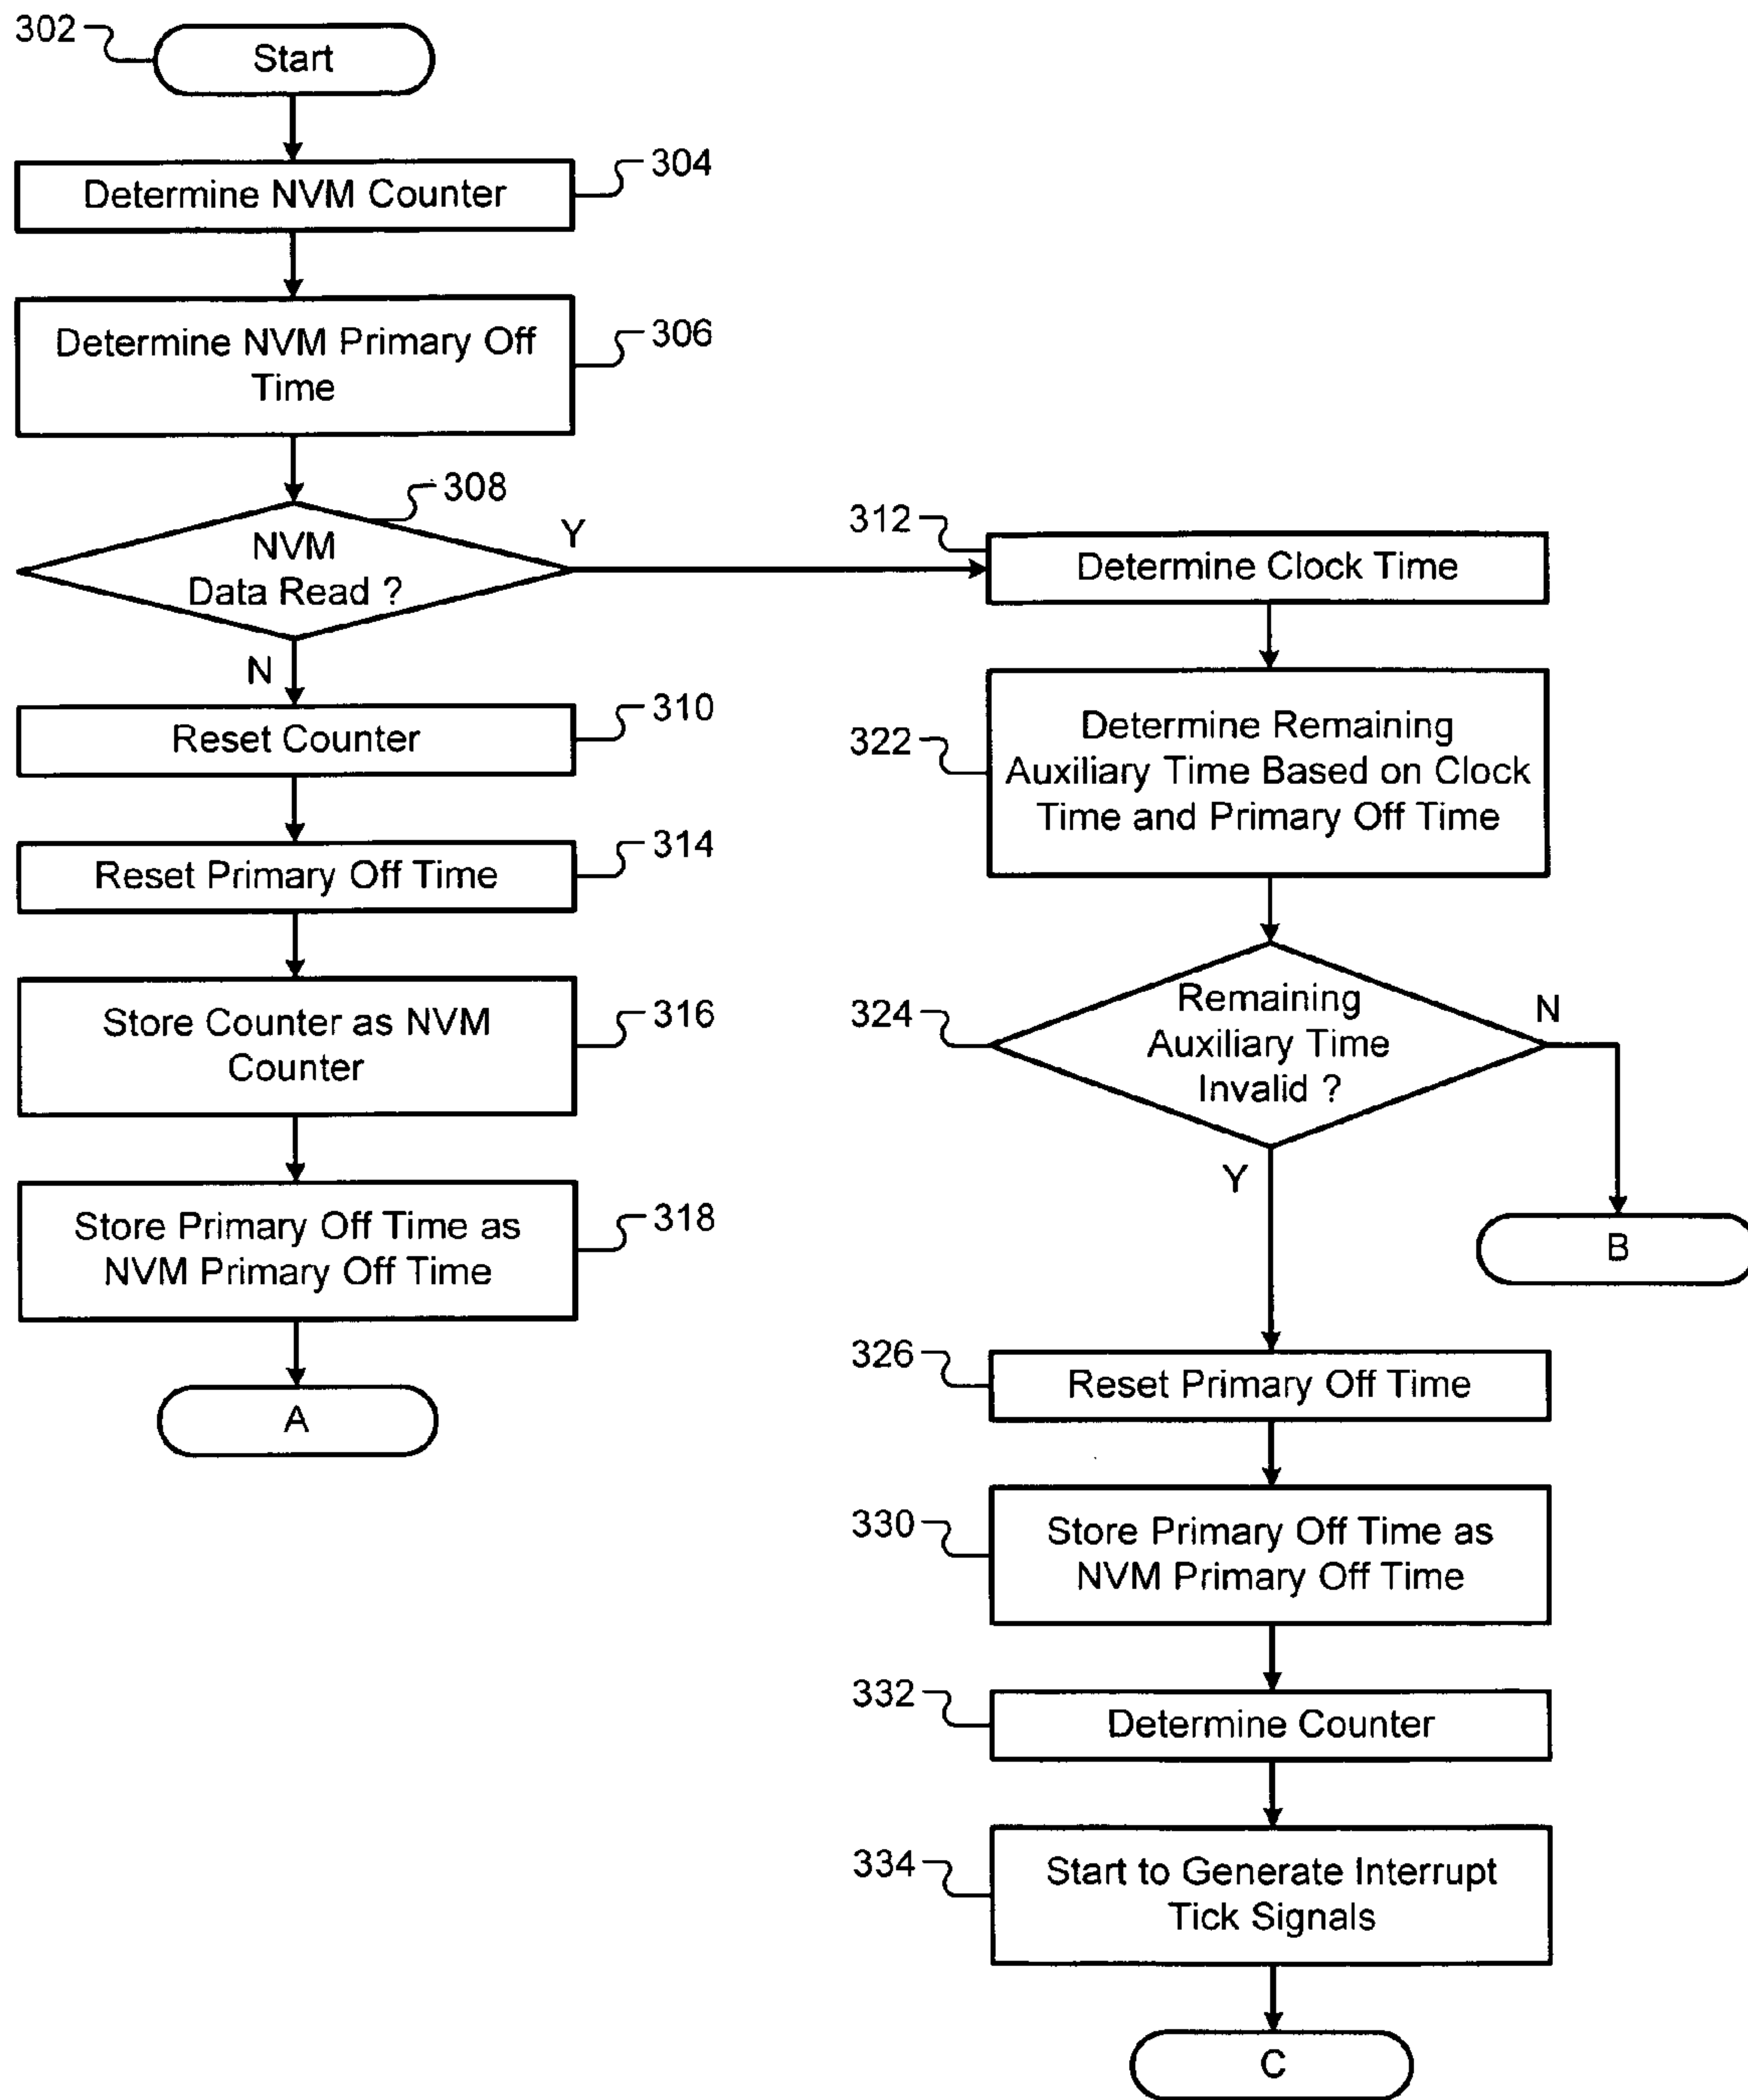 302
Start
304
Determine NVM Counter
306
Determine NVM Primary Off
Time
308
NVM
Data Read ?
Y
N
310
Reset Counter
314
Reset Primary Off Time
316
Store Counter as NVM
Counter
318
Store Primary Off Time as
NVM Primary Off Time
A
312
Determine Clock Time
322
Determine Remaining
Auxiliary Time Based on Clock
Time and Primary Off Time
324
Remaining
Auxiliary Time
Invalid ?
N
Y
B
326
Reset Primary Off Time
330
Store Primary Off Time as
NVM Primary Off Time
332
Determine Counter
334
Start to Generate Interrupt
Tick Signals
C